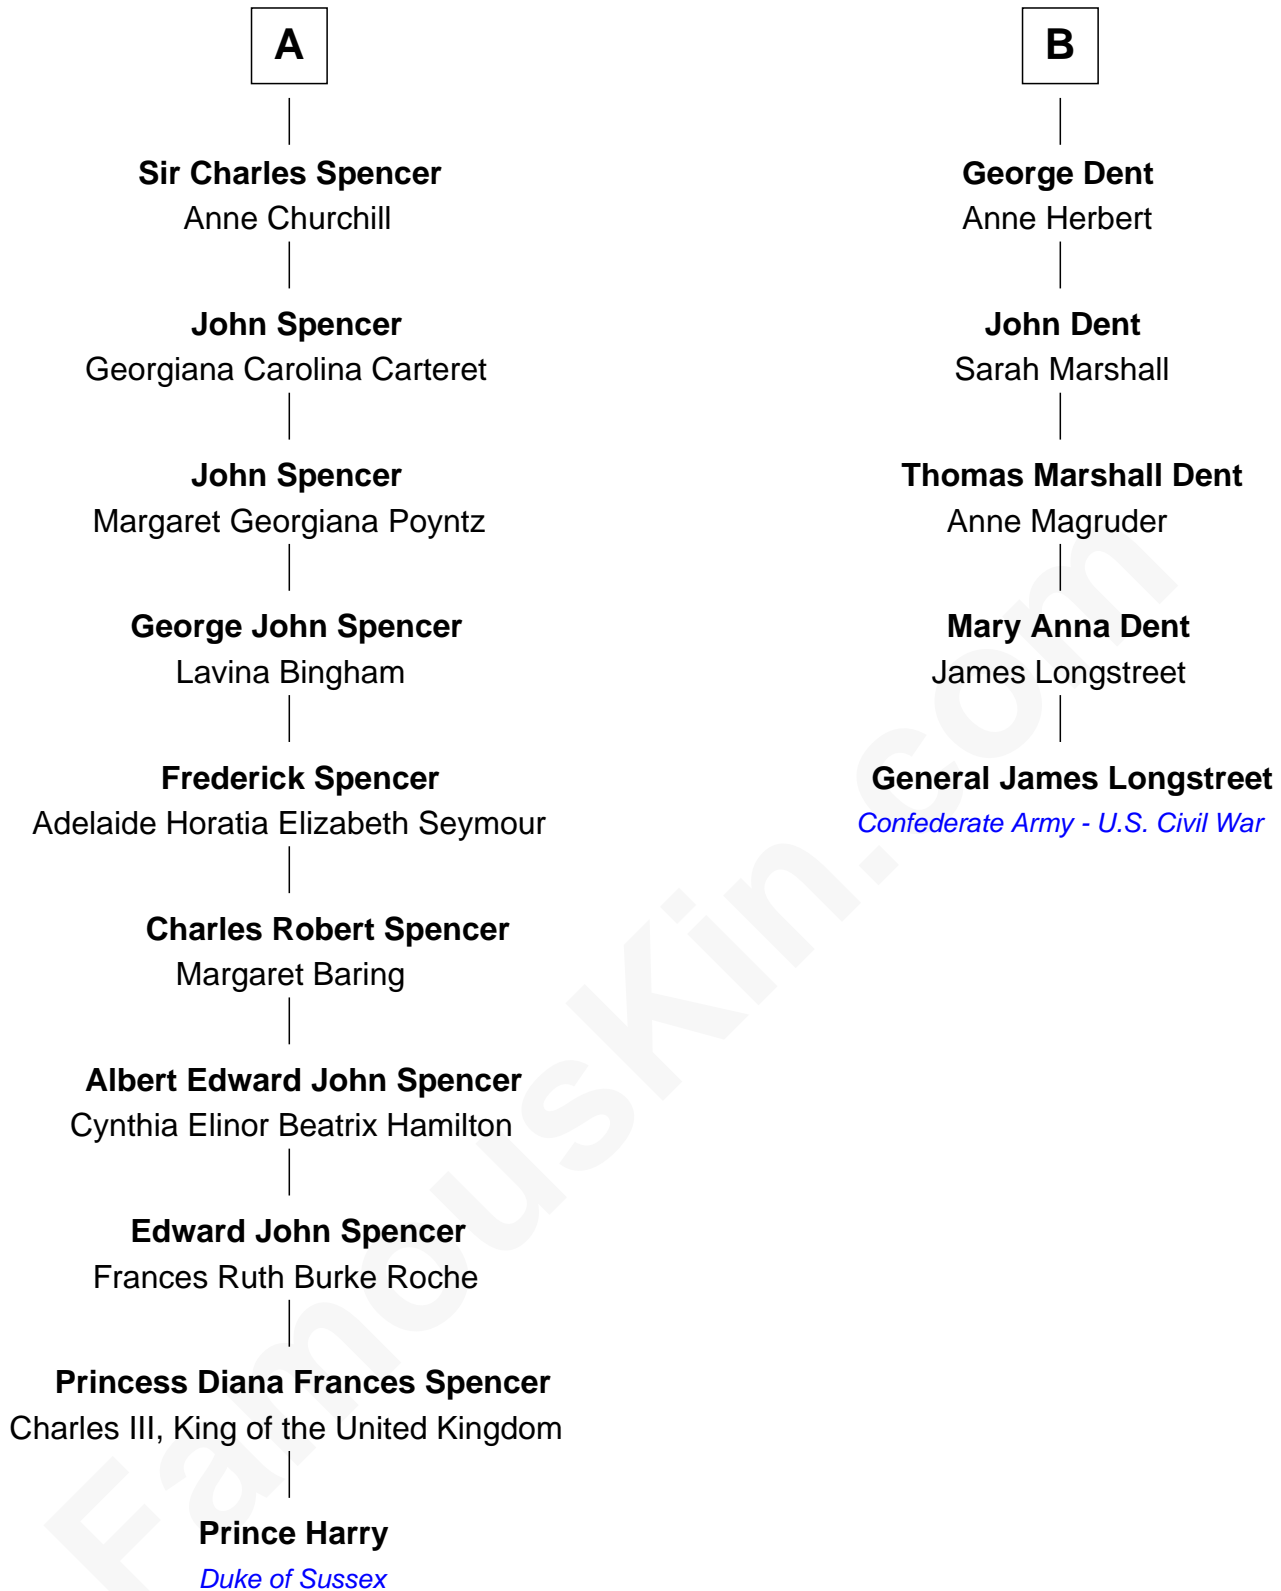 A
Sir Charles Spencer
Anne Churchill
John Spencer
Georgiana Carolina Carteret
John Spencer
Margaret Georgiana Poyntz
George John Spencer
Lavina Bingham
Frederick Spencer
Adelaide Horatia Elizabeth Seymour
Charles Robert Spencer
Margaret Baring
Albert Edward John Spencer
Cynthia Elinor Beatrix Hamilton
Edward John Spencer
Frances Ruth Burke Roche
Princess Diana Frances Spencer
Charles III, King of the United Kingdom
Prince Harry
Duke of Sussex
B
George Dent
Anne Herbert
John Dent
Sarah Marshall
Thomas Marshall Dent
Anne Magruder
Mary Anna Dent
James Longstreet
General James Longstreet
Confederate Army - U.S. Civil War
FamousKin.com